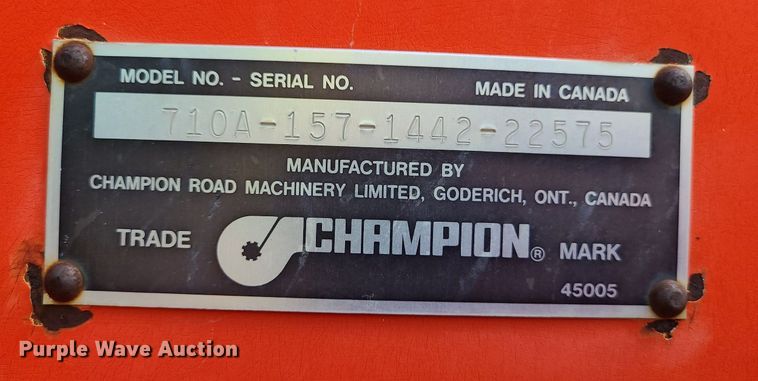 MODEL NO. - SERIAL NO. MADE IN CANADA
710A-157-1442-22575
MANUFACTURED BY
CHAMPION ROAD MACHINERY LIMITED, GODERICH, ONT., CANADA
TRADE CHAMPION® MARK
45005
Purple Wave Auction